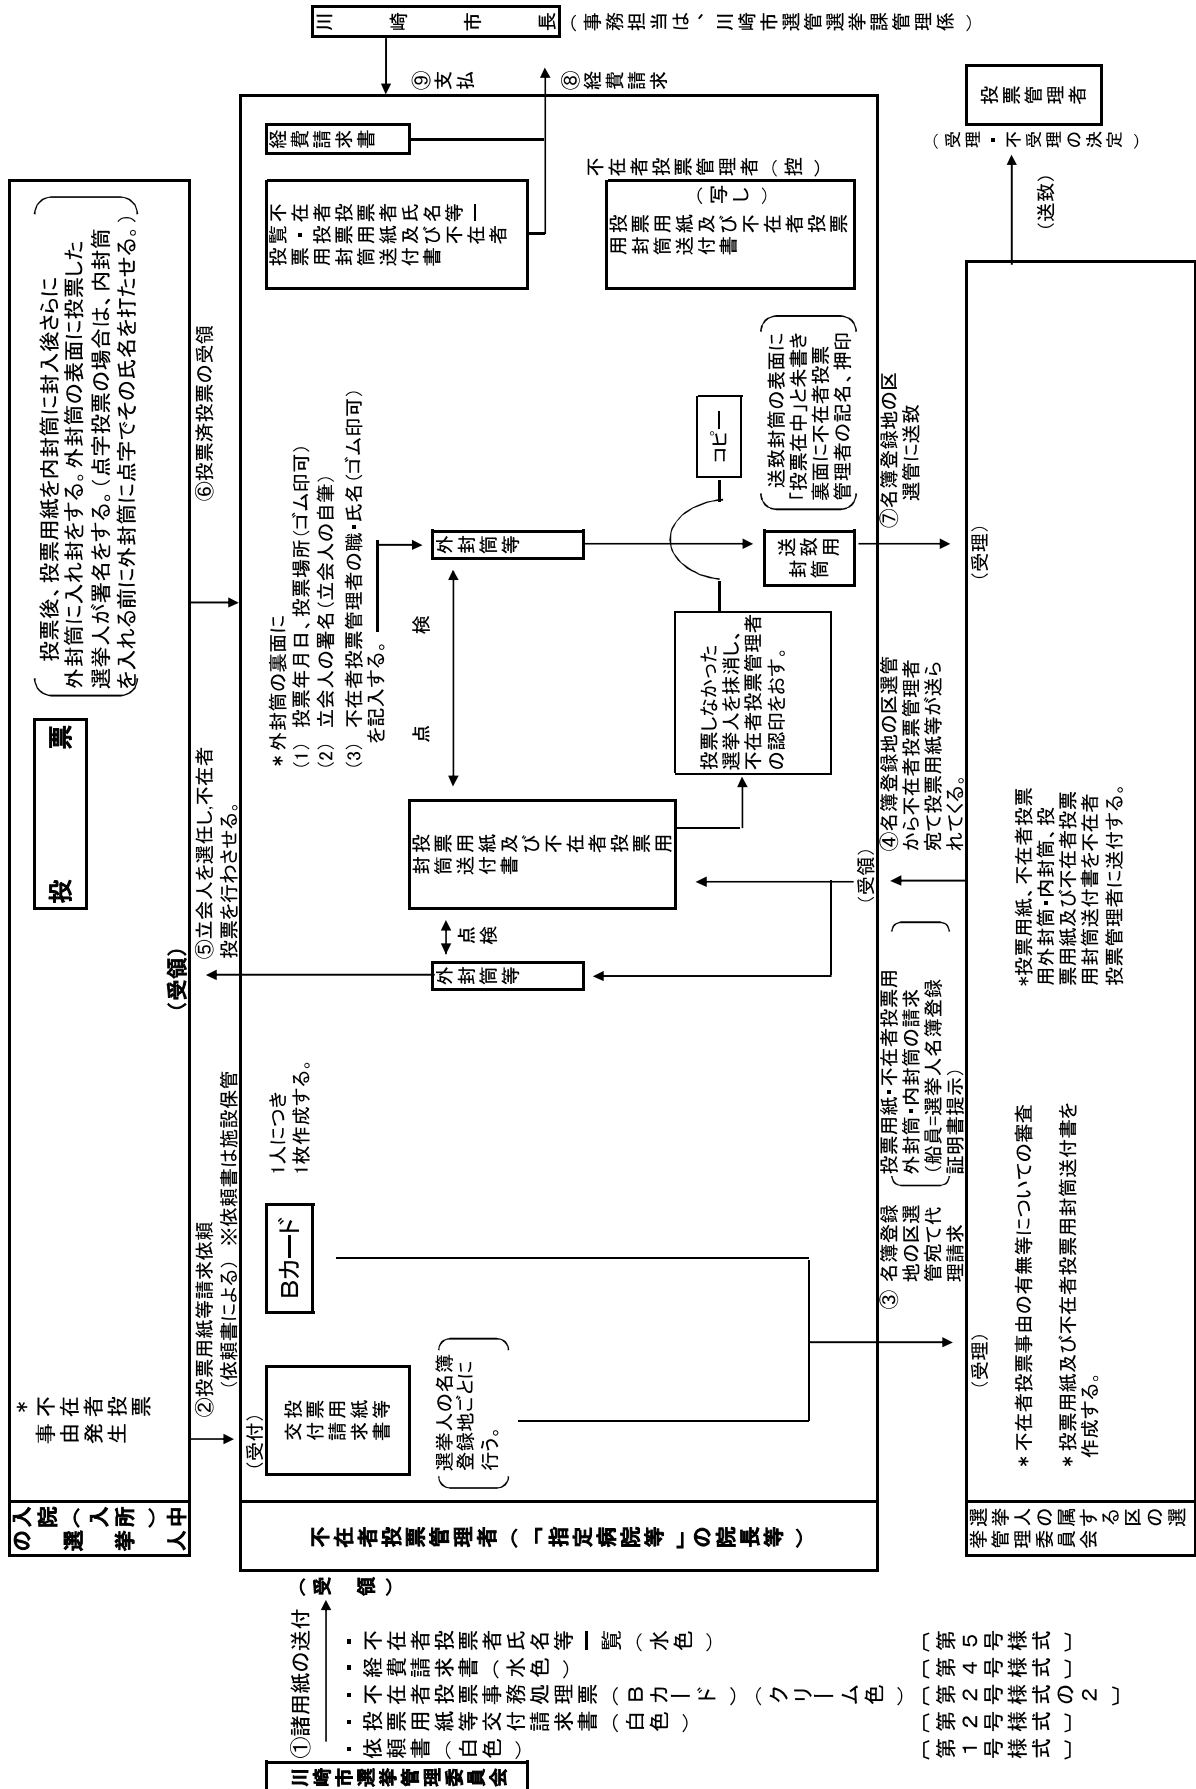 川崎市選挙管理委員会
①諸用紙の送付
・依頼書（白色）〔第１号様式〕
・投票用紙等交付請求書（白色）〔第２号様式〕
・不在者投票事務処理票（Ｂカード）（クリーム色）〔第２号様式の２〕
・経費請求書（水色）〔第４号様式〕
・不在者投票者氏名等一覧（水色）〔第５号様式〕
（受　領）
の入院（入所）中
選挙人
＊不在者投票
事由発生
②投票用紙等請求依頼
（依頼書による）　※依頼書は施設保管
（受領）
⑤立会人を選任し,不在者
投票を行わさせる。
投　票
投票後、投票用紙を内封筒に封入後さらに
外封筒に入れ封をする。外封筒の表面に投票した
選挙人が署名をする。（点字投票の場合は、内封筒
を入れる前に外封筒に点字でその氏名を打たせる。）
⑥投票済投票の受領
不在者投票管理者（「指定病院等」の院長等）
（受付）
交付請求書
投票用紙等
選挙人の名簿
登録地ごとに
行う。
Ｂカード
1人につき
1枚作成する。
外封筒等
点検
投票用紙及び不在者投票用
封筒送付書
＊外封筒の裏面に
（1）　投票年月日、投票場所（ゴム印可）
（2）　立会人の署名（立会人の自筆）
（3）　不在者投票管理者の職・氏名（ゴム印可）
を記入する。
点　検
外封筒等
投票しなかった
選挙人を抹消し、
不在者投票管理者
の認印をおす。
コピー
送致用
封筒
送致封筒の表面に
「投票在中」と朱書き
裏面に不在者投票
管理者の記名、押印
投覧不在者投票者氏名等一
票・投票用紙及び不在者
用封筒送付書
経費請求書
不在者投票管理者（控）
（写し）
投票用紙及び不在者投票
用封筒送付書
⑨支払
⑧経費請求
川崎市長
（事務担当は、川崎市選管選挙課管理係）
③　名簿登録
地の区選
管宛て代
理請求
投票用紙・不在者投票用
外封筒・内封筒の請求
（船員=選挙人名簿登録
証明書提示）
（受領）
④名簿登録地の区選管
から不在者投票管理者
宛て投票用紙等が送ら
れてくる。
⑦名簿登録地の区
選管に送致
挙選挙人の属する区の選
挙管理委員会
（受理）
＊不在者投票事由の有無等についての審査
＊投票用紙及び不在者投票用封筒送付書を
作成する。
＊投票用紙、不在者投票
用外封筒・内封筒、投
票用紙及び不在者投票
用封筒送付書を不在者
投票管理者に送付する。
（受理）
（送致）
（受理・不受理の決定）
投票管理者